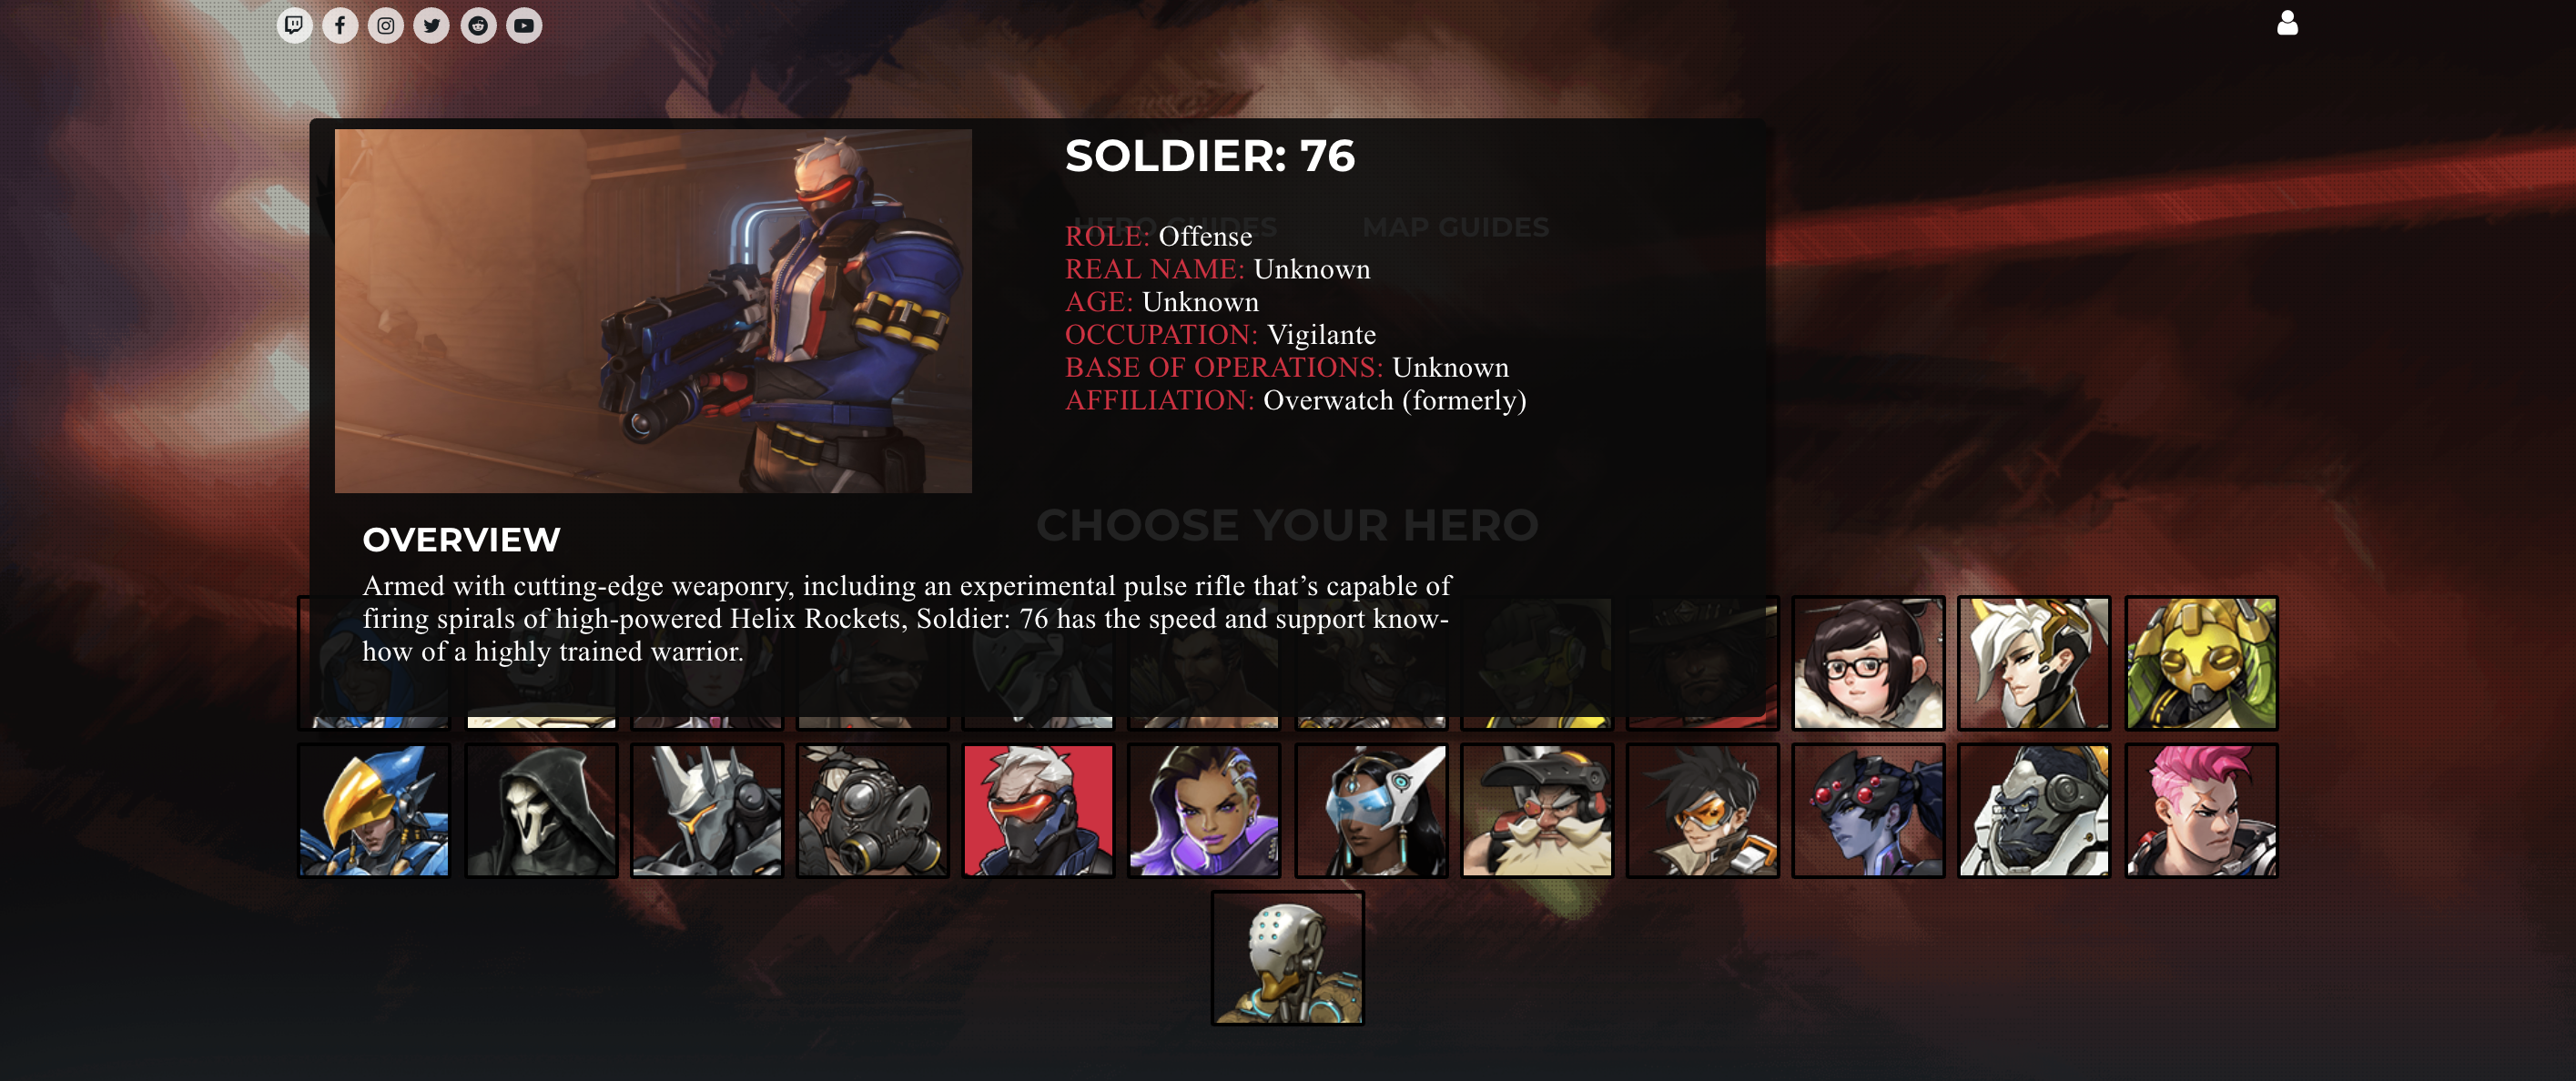 SOLDIER: 76
HERO GUIDES
MAP GUIDES
ROLE: Offense
REAL NAME: Unknown
AGE: Unknown
OCCUPATION: Vigilante
BASE OF OPERATIONS: Unknown
AFFILIATION: Overwatch (formerly)
CHOOSE YOUR HERO
OVERVIEW
Armed with cutting-edge weaponry, including an experimental pulse rifle that’s capable of
firing spirals of high-powered Helix Rockets, Soldier: 76 has the speed and support know-
how of a highly trained warrior.